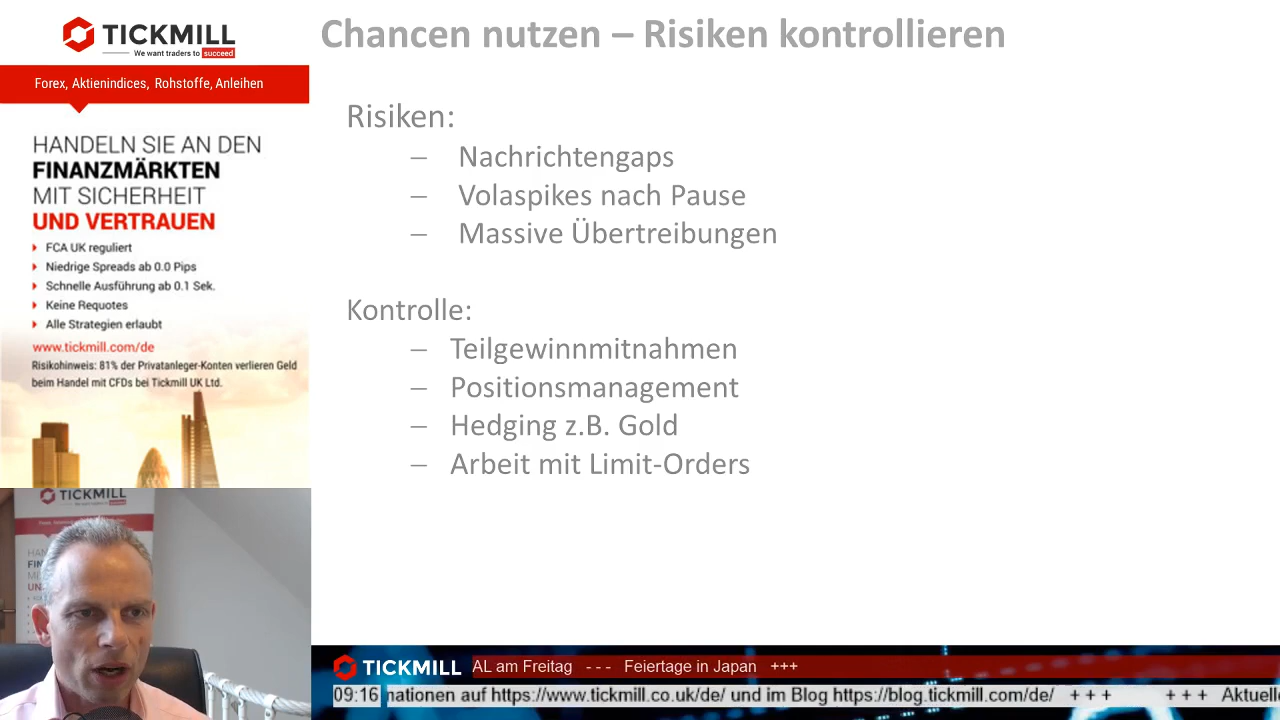 TICKMILL
We want traders to succeed
Forex, Aktienindices, Rohstoffe, Anleihen
HANDELN SIE AN DEN
FINANZMÄRKTEN
MIT SICHERHEIT
UND VERTRAUEN
FCA UK reguliert
Niedrige Spreads ab 0.0 Pips
Schnelle Ausführung ab 0.1 Sek.
Keine Requotes
Alle Strategien erlaubt
www.tickmill.com/de
Risikohinweis: 81% der Privatanleger-Konten verlieren Geld
beim Handel mit CFDs bei Tickmill UK Ltd.
TICKMILL
Chancen nutzen – Risiken kontrollieren
Risiken:
– Nachrichtengaps
– Volaspikes nach Pause
– Massive Übertreibungen
Kontrolle:
– Teilgewinnmitnahmen
– Positionsmanagement
– Hedging z.B. Gold
– Arbeit mit Limit-Orders
TICKMILL AL am Freitag - - - Feiertage in Japan +++
09:16 nationen auf https://www.tickmill.co.uk/de/ und im Blog https://blog.tickmill.com/de/ + + + + + + Aktuell